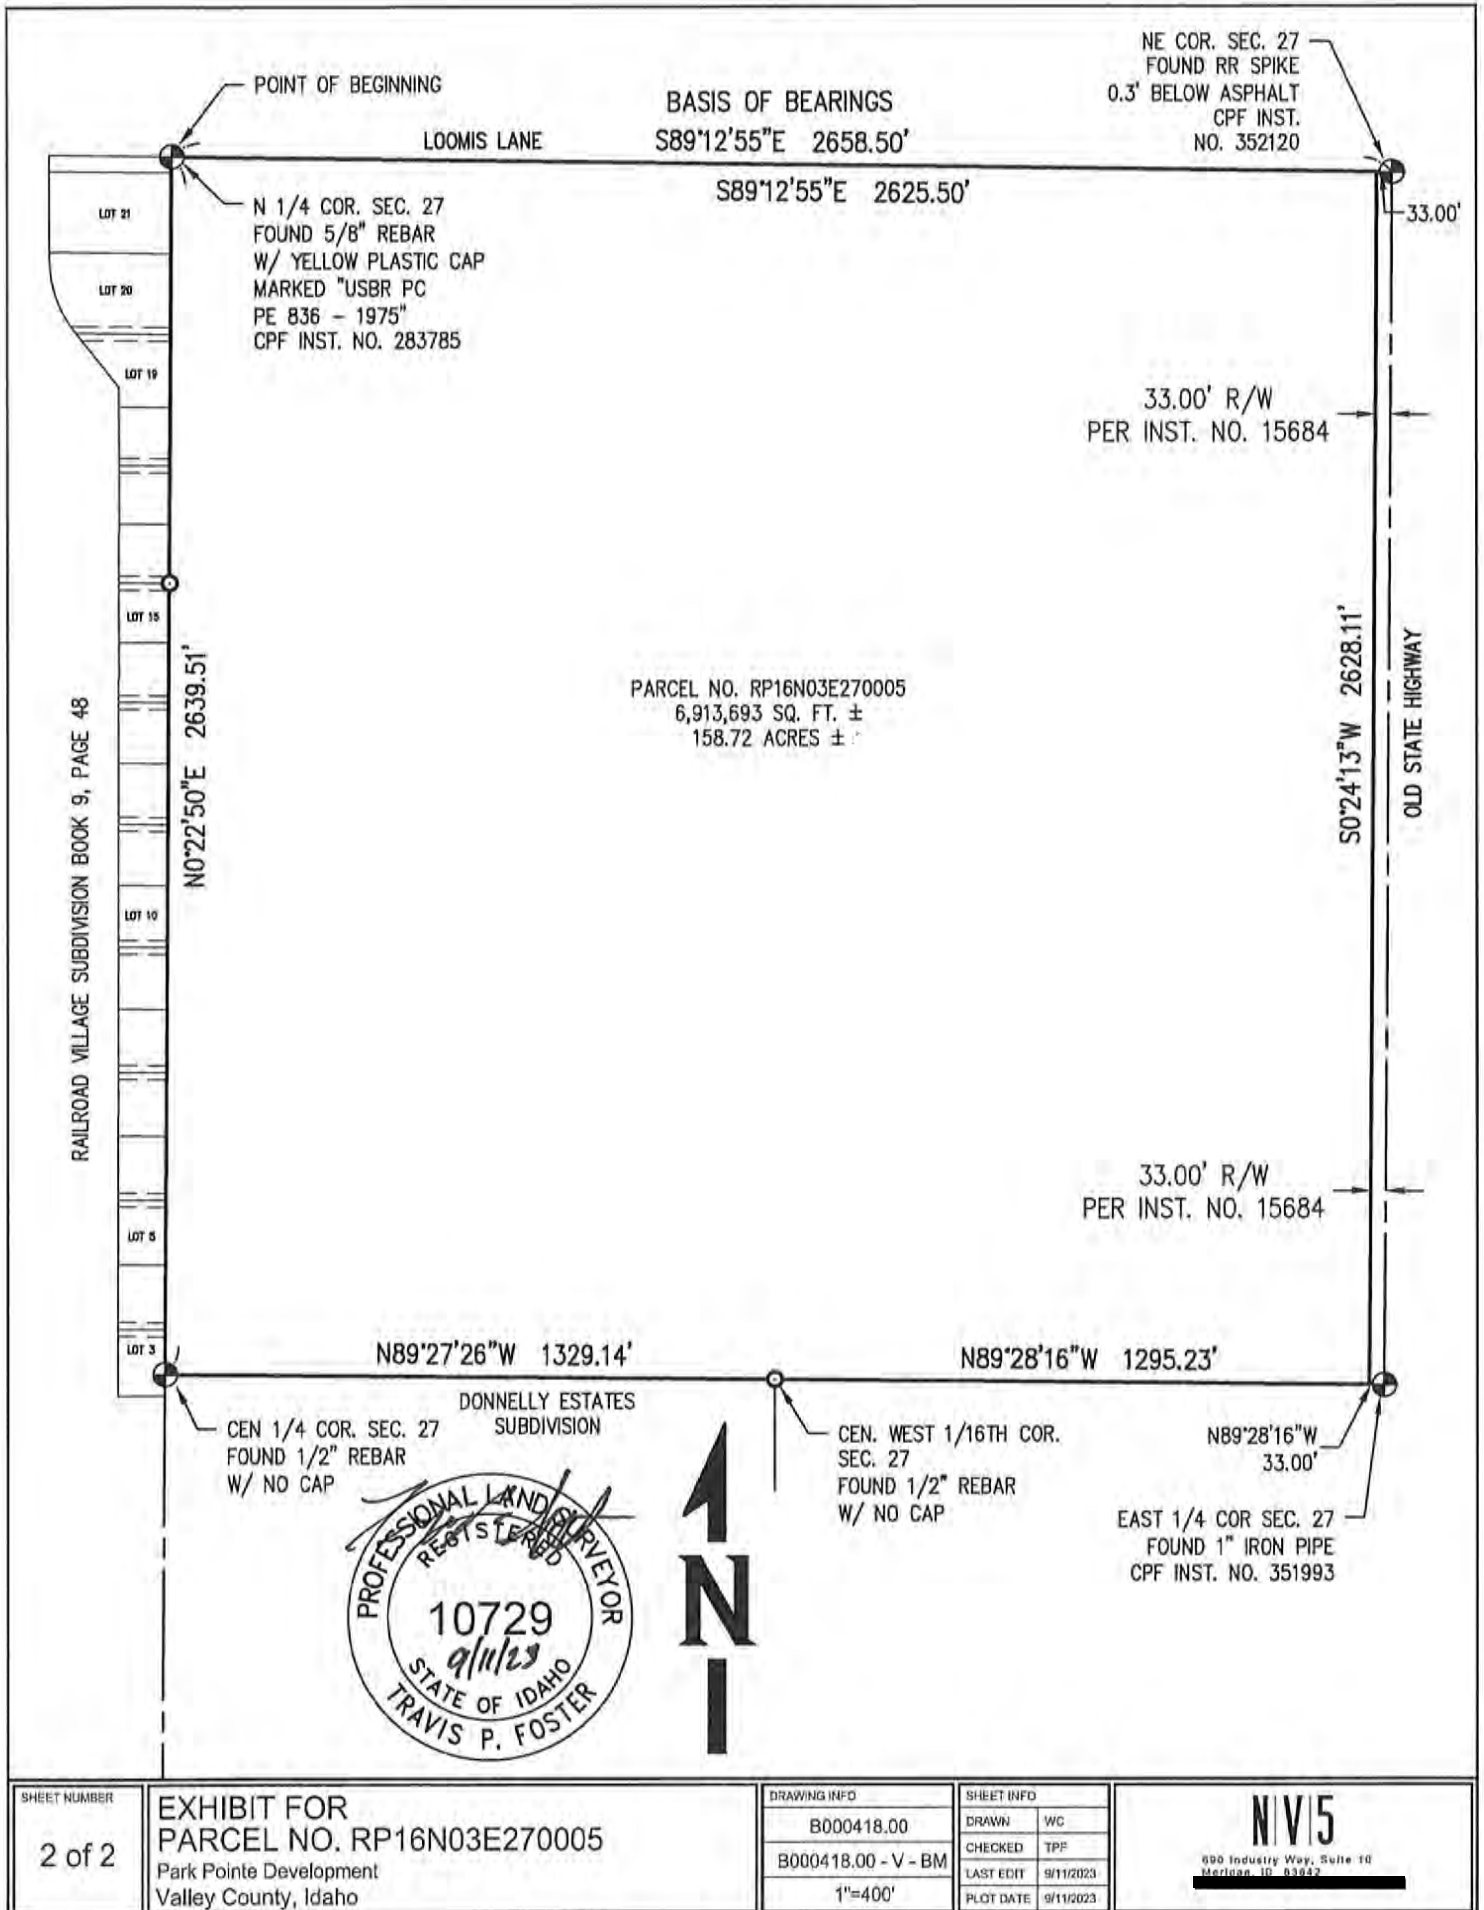 POINT OF BEGINNING
NE COR. SEC. 27
FOUND RR SPIKE
0.3' BELOW ASPHALT
CPF INST.
NO. 352120
BASIS OF BEARINGS
LOOMIS LANE
S89°12'55"E 2658.50'
S89°12'55"E 2625.50'
33.00'
N 1/4 COR. SEC. 27
FOUND 5/8" REBAR
W/ YELLOW PLASTIC CAP
MARKED "USBR PC
PE 836 - 1975"
CPF INST. NO. 283785
LOT 21
LOT 20
LOT 19
33.00' R/W
PER INST. NO. 15684
LOT 15
RAILROAD VILLAGE SUBDIVISION BOOK 9, PAGE 48
N0°22'50"E 2639.51'
PARCEL NO. RP16N03E270005
6,913,693 SQ. FT. ±
158.72 ACRES ±
S0°24'13"W 2628.11'
OLD STATE HIGHWAY
LOT 10
33.00' R/W
PER INST. NO. 15684
LOT 5
LOT 3
N89°27'26"W 1329.14'
N89°28'16"W 1295.23'
DONNELLY ESTATES
SUBDIVISION
CEN 1/4 COR. SEC. 27
FOUND 1/2" REBAR
W/ NO CAP
CEN. WEST 1/16TH COR.
SEC. 27
FOUND 1/2" REBAR
W/ NO CAP
N89°28'16"W
33.00'
EAST 1/4 COR SEC. 27
FOUND 1" IRON PIPE
CPF INST. NO. 351993
PROFESSIONAL LAND SURVEYOR
REGISTERED
10729
9/11/23
STATE OF IDAHO
TRAVIS P. FOSTER
N
SHEET NUMBER
2 of 2
EXHIBIT FOR
PARCEL NO. RP16N03E270005
Park Pointe Development
Valley County, Idaho
DRAWING INFO
B000418.00
B000418.00 - V - BM
1"=400'
SHEET INFO
DRAWN WC
CHECKED TPF
LAST EDIT 9/11/2023
PLOT DATE 9/11/2023
N|V|5
690 Industry Way, Suite 10
Meridian, ID 83642